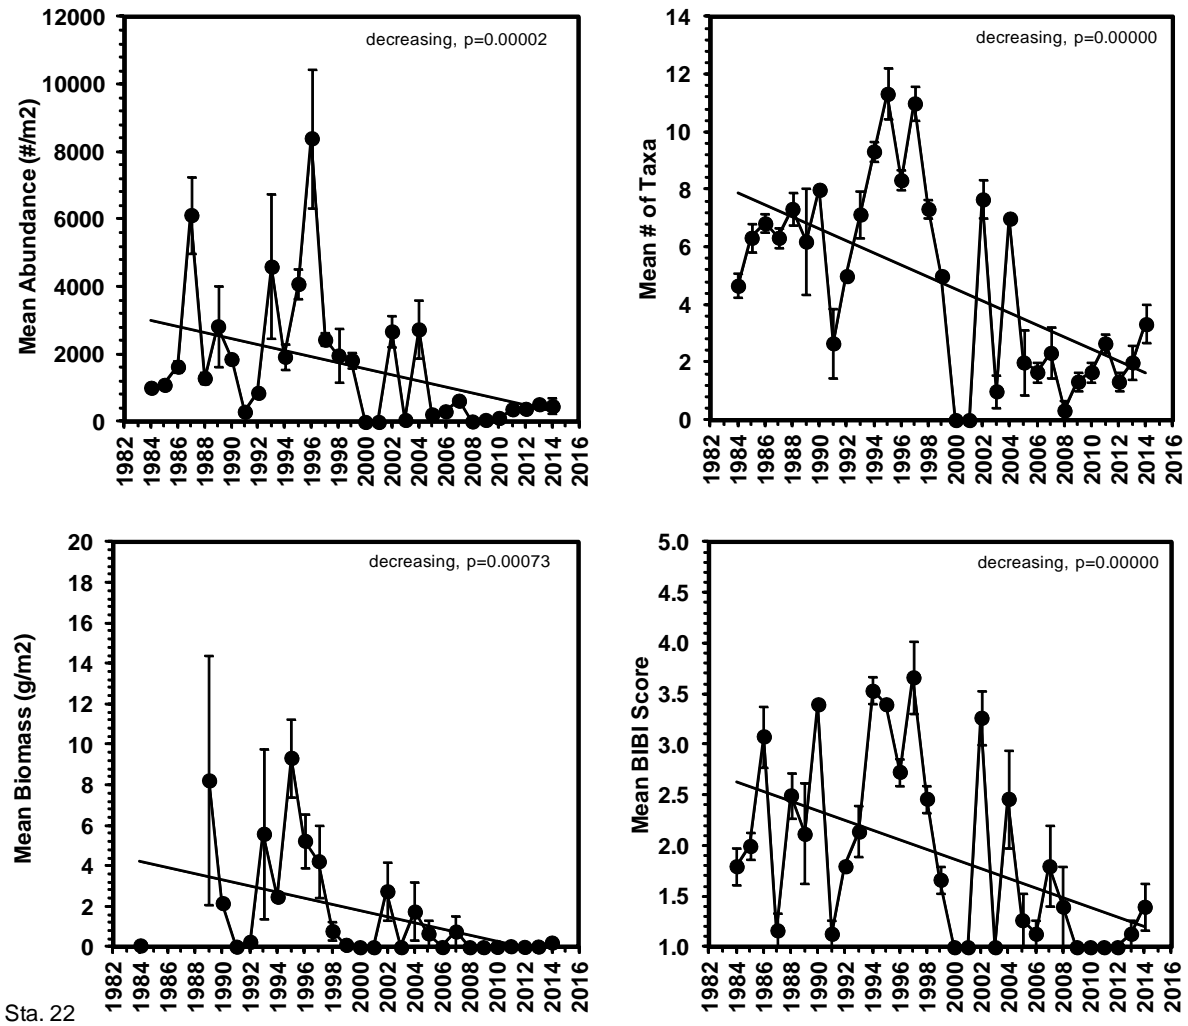 12000
10000
8000
6000
4000
2000
0
Mean Abundance (#/m2)
decreasing, p=0.00002
1982 1984 1986 1988 1990 1992 1994 1996 1998 2000 2002 2004 2006 2008 2010 2012 2014 2016
14
12
10
8
6
4
2
0
Mean # of Taxa
decreasing, p=0.00000
1982 1984 1986 1988 1990 1992 1994 1996 1998 2000 2002 2004 2006 2008 2010 2012 2014 2016
20
18
16
14
12
10
8
6
4
2
0
Mean Biomass (g/m2)
decreasing, p=0.00073
1982 1984 1986 1988 1990 1992 1994 1996 1998 2000 2002 2004 2006 2008 2010 2012 2014 2016
5.0
4.5
4.0
3.5
3.0
2.5
2.0
1.5
1.0
Mean BIBI Score
decreasing, p=0.00000
1982 1984 1986 1988 1990 1992 1994 1996 1998 2000 2002 2004 2006 2008 2010 2012 2014 2016
Sta. 22